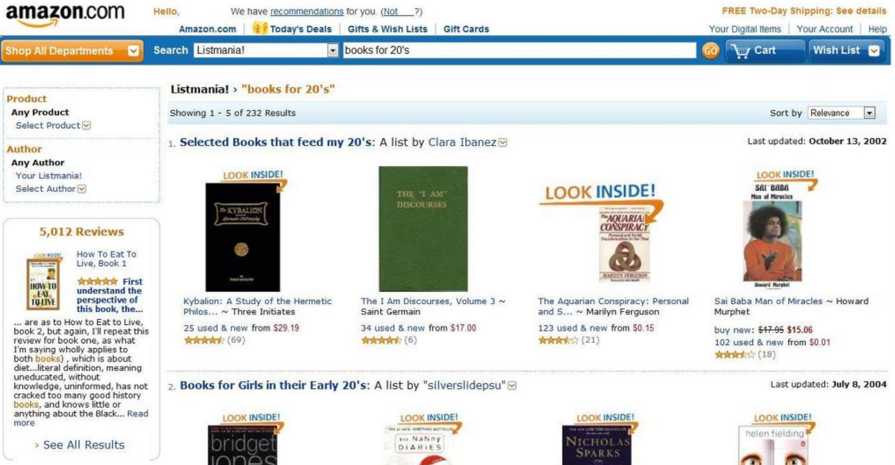 amazon.com
Hello,
We have recommendations for you. (Not ?)
FREE Two-Day Shipping: See details
Amazon.com
Today's Deals
Gifts & Wish Lists
Gift Cards
Your Digital Items
Your Account
Help
Shop All Departments
Search
Listmania!
books for 20's
GO
Cart
Wish List
Listmania! › "books for 20's"
Showing 1 - 5 of 232 Results
Sort by Relevance
Product
Any Product
Select Product
Author
Any Author
Your Listmania!
Select Author
5,012 Reviews
LOOK INSIDE!
HOW TO
EAT
TO LIVE
How To Eat To
Live, Book 1
First
understand the
perspective of
this book, the...
... are as to How to Eat to Live,
book 2, but again, I'll repeat this
review for book one, as what
I'm saying wholly applies to
both books) , which is about
diet...literal definition, meaning
uneducated, without
knowledge, uninformed, has not
cracked too many good history
books, and knows little or
anything about the Black... Read
more
› See All Results
1. Selected Books that feed my 20's: A list by Clara Ibanez
Last updated: October 13, 2002
LOOK INSIDE!
The KYBALION
Kybalion: A Study of the Hermetic
Philos... ~ Three Initiates
25 used & new from $29.19
(69)
THE "I AM"
DISCOURSES
The I Am Discourses, Volume 3 ~
Saint Germain
34 used & new from $17.00
(6)
LOOK INSIDE!
THE
AQUARIAN
CONSPIRACY
MARILYN FERGUSON
The Aquarian Conspiracy: Personal
and S... ~ Marilyn Ferguson
123 used & new from $0.15
(21)
LOOK INSIDE!
SAI BABA
Man of Miracles
Howard Murphet
Sai Baba Man of Miracles ~ Howard
Murphet
buy new: $17.95 $15.06
102 used & new from $0.01
(18)
2. Books for Girls in their Early 20's: A list by "silverslidepsu"
Last updated: July 8, 2004
LOOK INSIDE!
bridget
jones
LOOK INSIDE!
THE NANNY
DIARIES
LOOK INSIDE!
NICHOLAS
SPARKS
LOOK INSIDE!
helen fielding